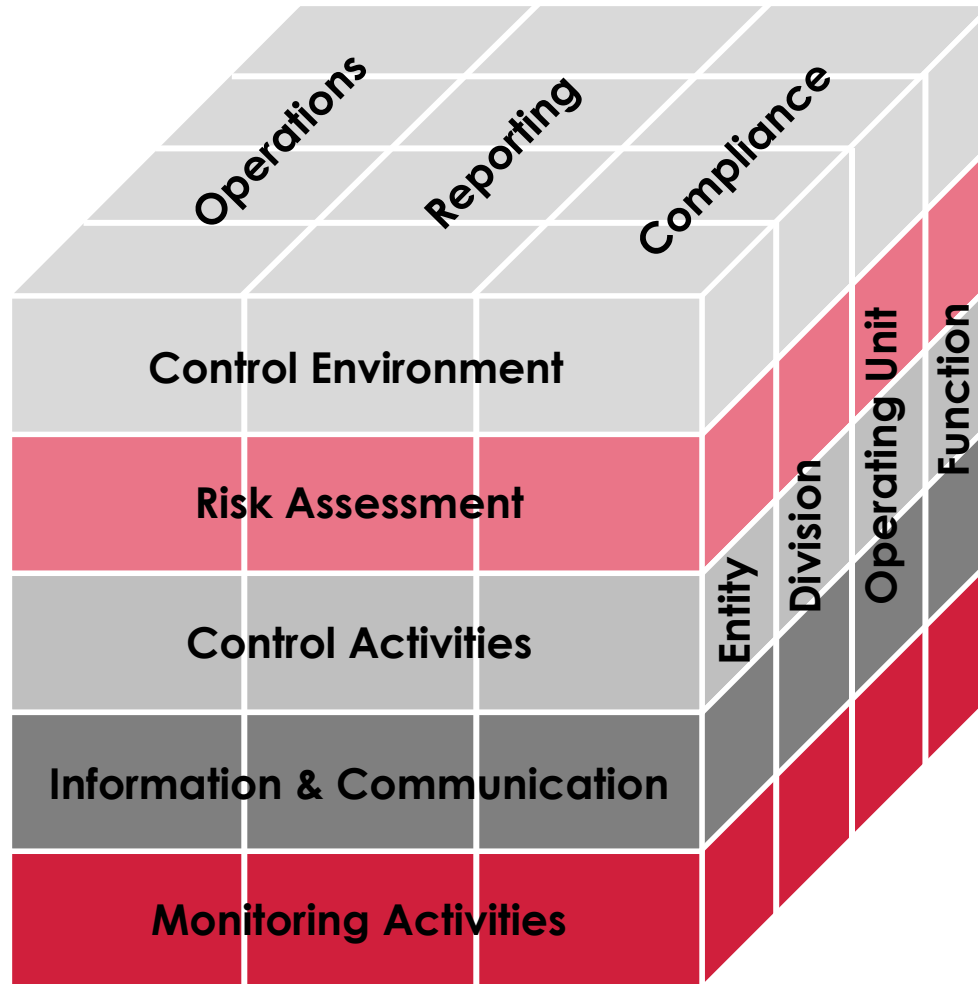 Operations
Reporting
Compliance
Control Environment
Risk Assessment
Control Activities
Information & Communication
Monitoring Activities
Entity
Division
Operating Unit
Function